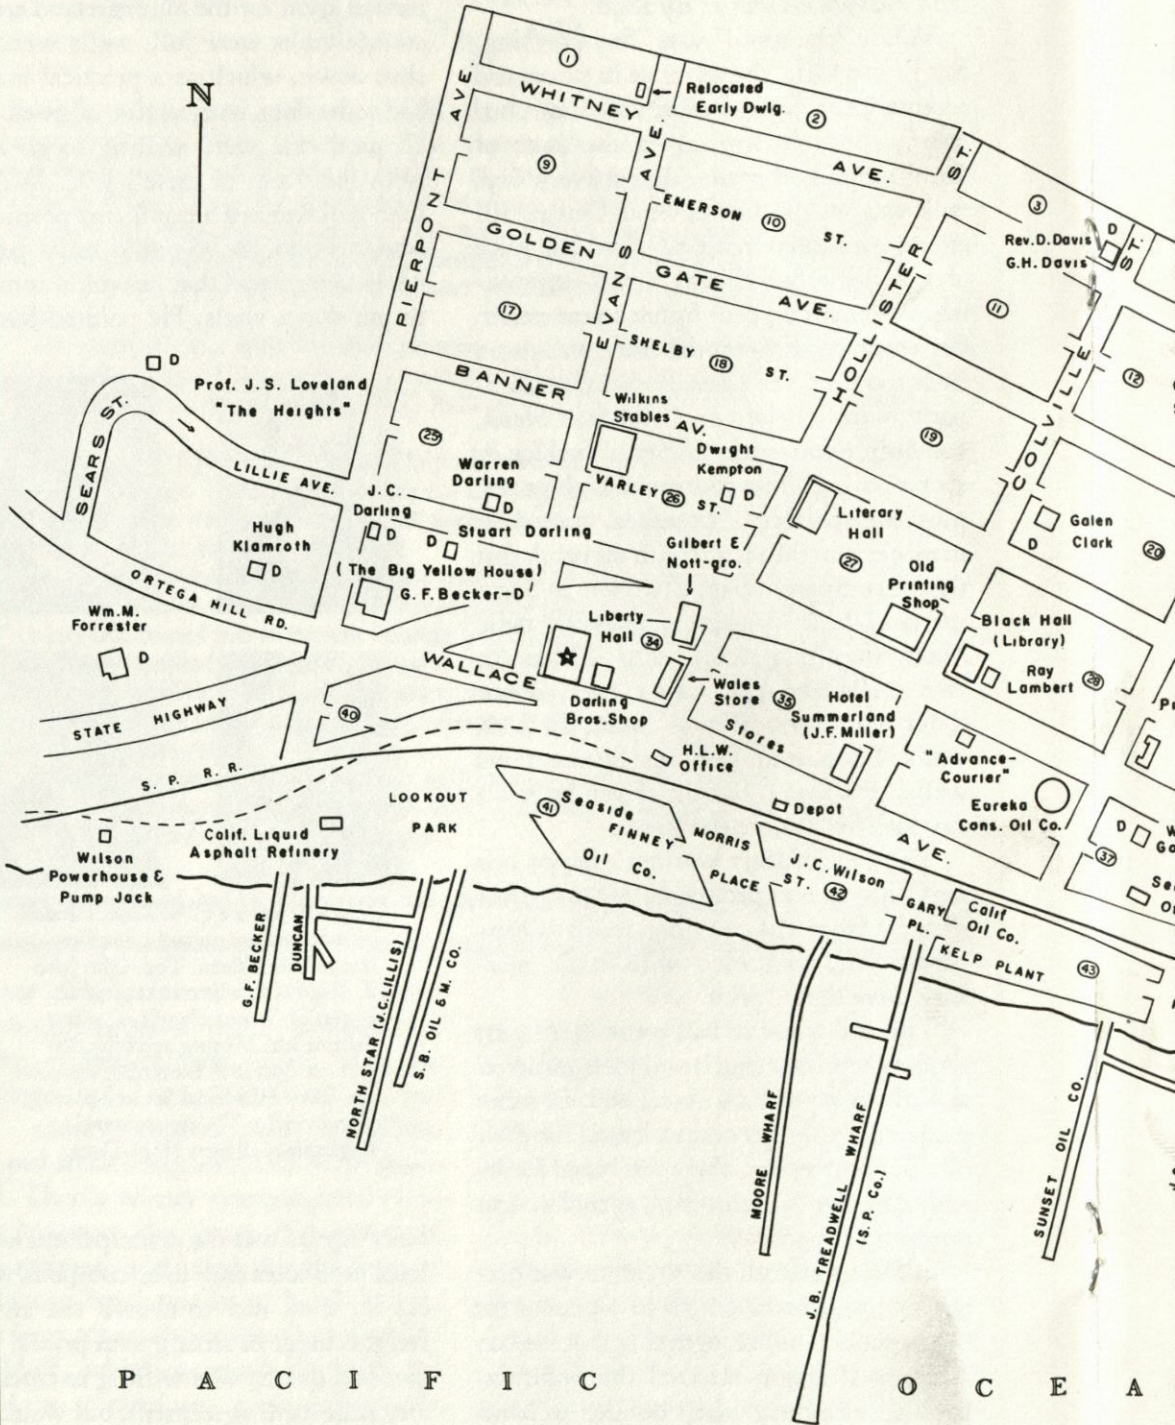 N
1
WHITNEY AVE.
Relocated
Early Dwlg.
2
PIERPONT AVE.
9
EVANS AVE.
EMERSON ST.
10
HOLLISTER ST.
3
D
Rev. D. Davis
G.H. Davis
ST.
GOLDEN GATE AVE.
11
17
SHELBY ST.
18
COLVILLE
12
D
Prof. J. S. Loveland
"The Heights"
BANNER AV.
Wilkins
Stables
19
SEARS ST.
25
Dwight
Kempton
D
LILLIE AVE.
Warren
Darling
D
VARLEY ST.
26
Literary
Hall
Galen
Clark
D
20
J.C.
Darling
D
Stuart Darling
D
Hugh
Klamroth
D
Gilbert &
Nott-gro.
27
Old
Printing
Shop
(The Big Yellow House)
G. F. Becker-D
ORTEGA HILL RD.
Wm. M.
Forrester
D
Liberty
Hall
34
Black Hall
(Library)
Ray
Lambert
28
WALLACE AVE.
Wales
Store
35
Hotel
Summerland
(J.F. Miller)
STATE HIGHWAY
40
Darling
Bros. Shop
Stores
H.L.W.
Office
"Advance-
Courier"
S. P. R. R.
LOOKOUT
PARK
41
Seaside
FINNEY
Oil Co.
Depot
Eureka
Cons. Oil Co.
D
37
Calif. Liquid
Asphalt Refinery
MORRIS
PLACE
J. C. Wilson
ST.
42
Wilson
Powerhouse &
Pump Jack
GARY
PL.
Calif
Oil Co.
KELP PLANT
43
G.F. BECKER
DUNCAN
NORTH STAR (J.C. LILLIS)
S.B. OIL & M. CO.
MOORE WHARF
J. B. TREADWELL WHARF
(S. P. Co.)
SUNSET OIL CO.
PACIFIC OCEA